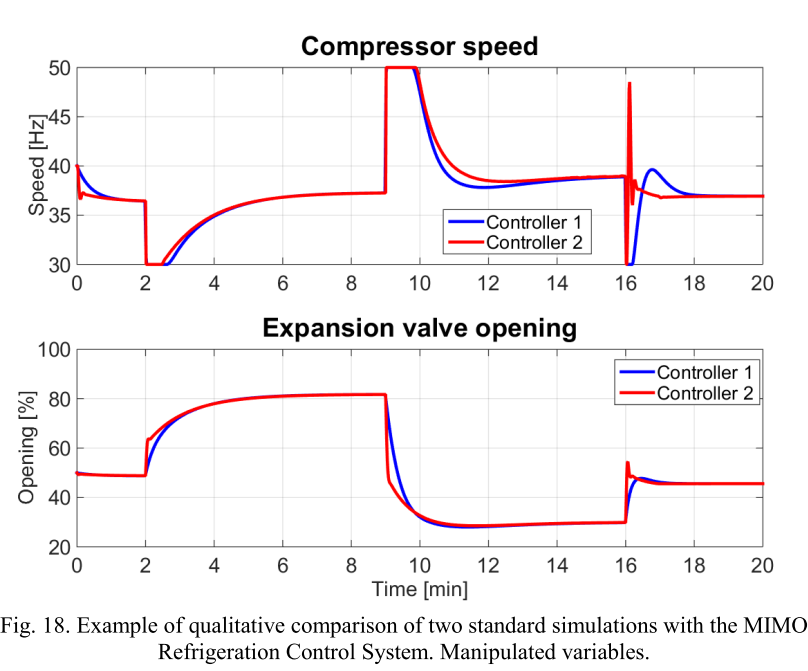 Compressor speed
Speed [Hz]
50
45
40
35
30
0 2 4 6 8 10 12 14 16 18 20
Controller 1
Controller 2
Expansion valve opening
Opening [%]
100
80
60
40
20
Controller 1
Controller 2
0 2 4 6 8 10 12 14 16 18 20
Time [min]
Fig. 18. Example of qualitative comparison of two standard simulations with the MIMO
Refrigeration Control System. Manipulated variables.